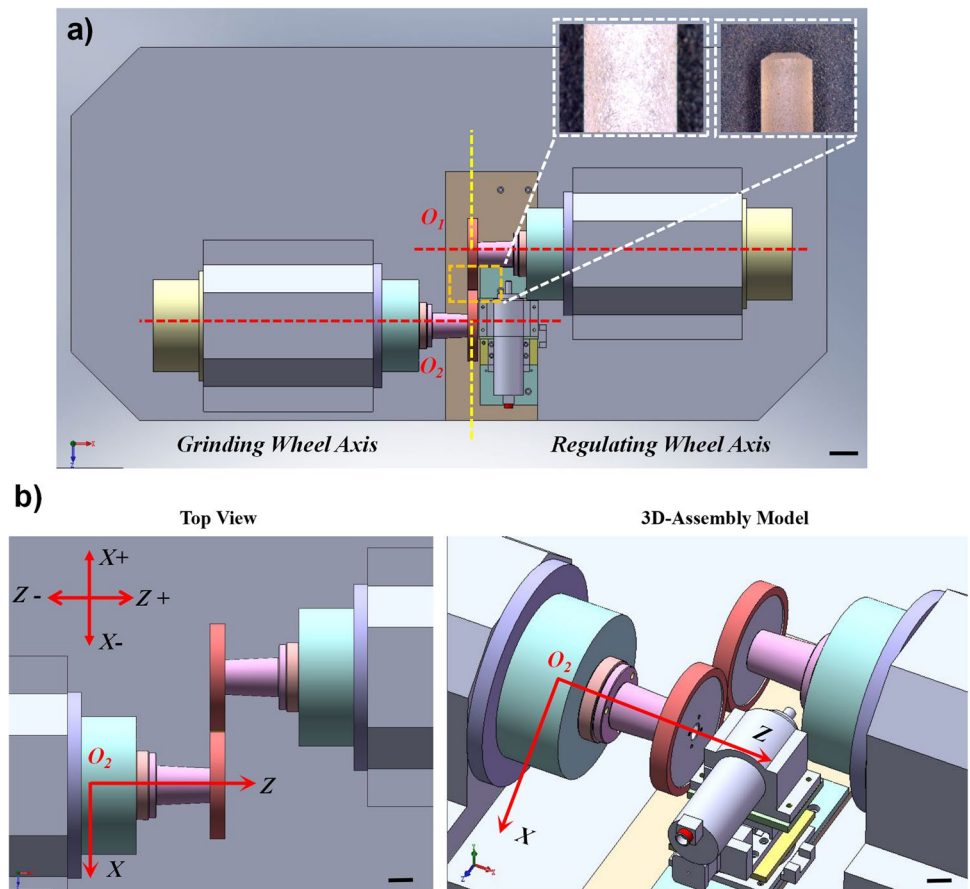 a)
O1
O2
Grinding Wheel Axis
Regulating Wheel Axis
b)
Top View
3D-Assembly Model
X+
Z -
Z +
X-
O2
Z
X
O2
Z
X